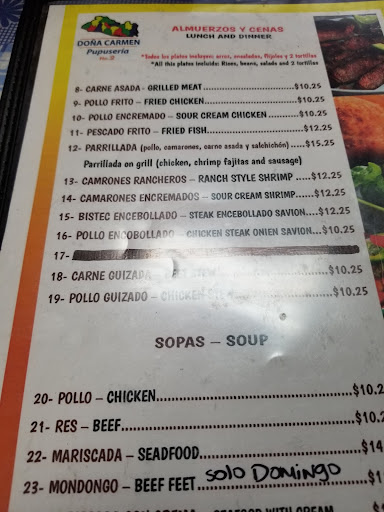 DOÑA CARMEN
Pupuseria
No.2
ALMUERZOS Y CENAS
LUNCH AND DINNER
*Todos los platos incluyen: arroz, ensaladas, frijoles y 2 tortillas
*All this plates include: Rices, beans, salads and 2 tortillas
8- CARNE ASADA - GRILLED MEAT $10.25
9- POLLO FRITO – FRIED CHICKEN $10.25
10- POLLO ENCREMADO – SOUR CREAM CHICKEN $10.25
11- PESCADO FRITO – FRIED FISH $12.25
12- PARRILLADA (pollo, camarones, carne asada y salchichón) $15.25
Parrillada on grill (chicken, chrimp fajitas and sausage)
13- CAMRONES RANCHEROS – RANCH STYLE SHRIMP $12.25
14- CAMARONES ENCREMADOS – SOUR CREAM SHRIMP $12.25
15- BISTEC ENCEBOLLADO – STEAK ENCEBOLLADO SAVION $12.25
16- POLLO ENCOBOLLADO – CHICKEN STEAK ONIEN SAVION $10.25
17-
18- CARNE GUIZADA – BEEF STEW $10.25
19- POLLO GUIZADO – CHICKEN $10.25
SOPAS – SOUP
20- POLLO – CHICKEN $10.2
21- RES – BEEF $10.2
22- MARISCADA – SEADFOOD $14
23- MONDONGO – BEEF FEET solo Domingo $1
SEAFOOD WITH CREAM